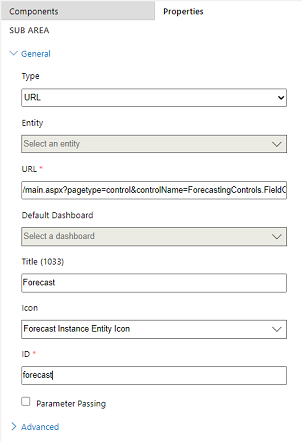 Components
Properties
SUB AREA
General
Type
URL
Entity
Select an entity
URL *
/main.aspx?pagetype=control&controlName=ForecastingControls.FieldC
Default Dashboard
Select a dashboard
Title (1033)
Forecast
Icon
Forecast Instance Entity Icon
ID *
forecast
Parameter Passing
Advanced